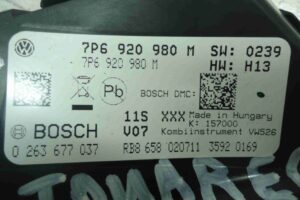 7P6 920 980 M SW: 0239
7P6 920 980 M HW: H13
Pb BOSCH DMC:
11S XXX Made in Hungary
BOSCH V07 K: 157000
Kombiinstrument VW526
0 263 677 037 RB8 658 020711 3592 0169